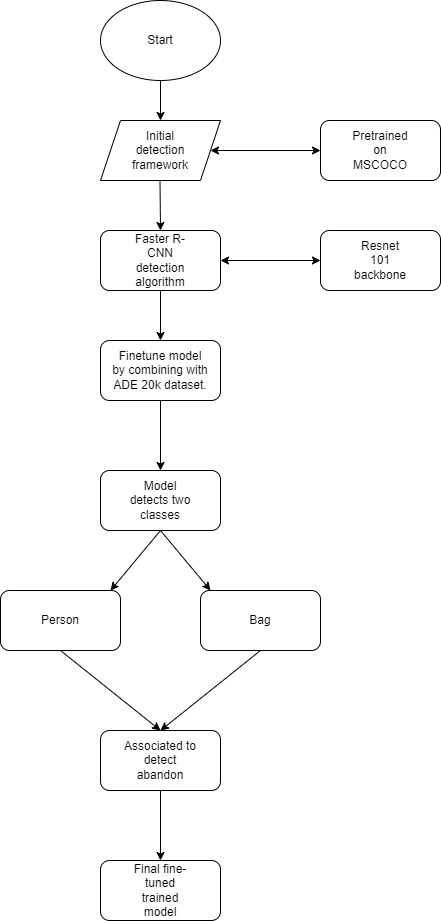 Start
Initial
detection
framework
Pretrained
on
MSCOCO
Faster R-
CNN
detection
algorithm
Resnet
101
backbone
Finetune model
by combining with
ADE 20k dataset.
Model
detects two
classes
Person
Bag
Associated to
detect
abandon
Final fine-
tuned
trained
model